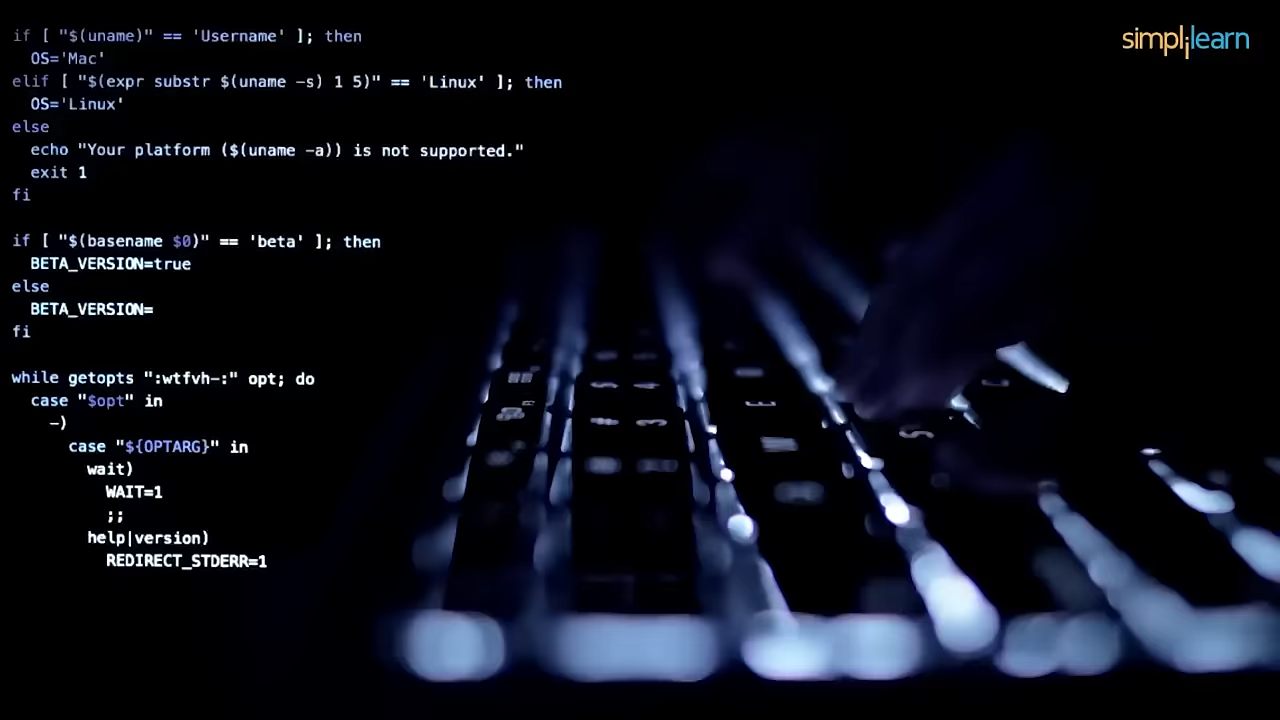 simplilearn
if [ "$(uname)" == 'Username' ]; then
OS='Mac'
elif [ "$(expr substr $(uname -s) 1 5)" == 'Linux' ]; then
OS='Linux'
else
echo "Your platform ($(uname -a)) is not supported."
exit 1
fi
if [ "$(basename $0)" == 'beta' ]; then
BETA_VERSION=true
else
BETA_VERSION=
fi
while getopts ":wtfvh-:" opt; do
case "$opt" in
-)
case "${OPTARG}" in
wait)
WAIT=1
;;
help|version)
REDIRECT_STDERR=1